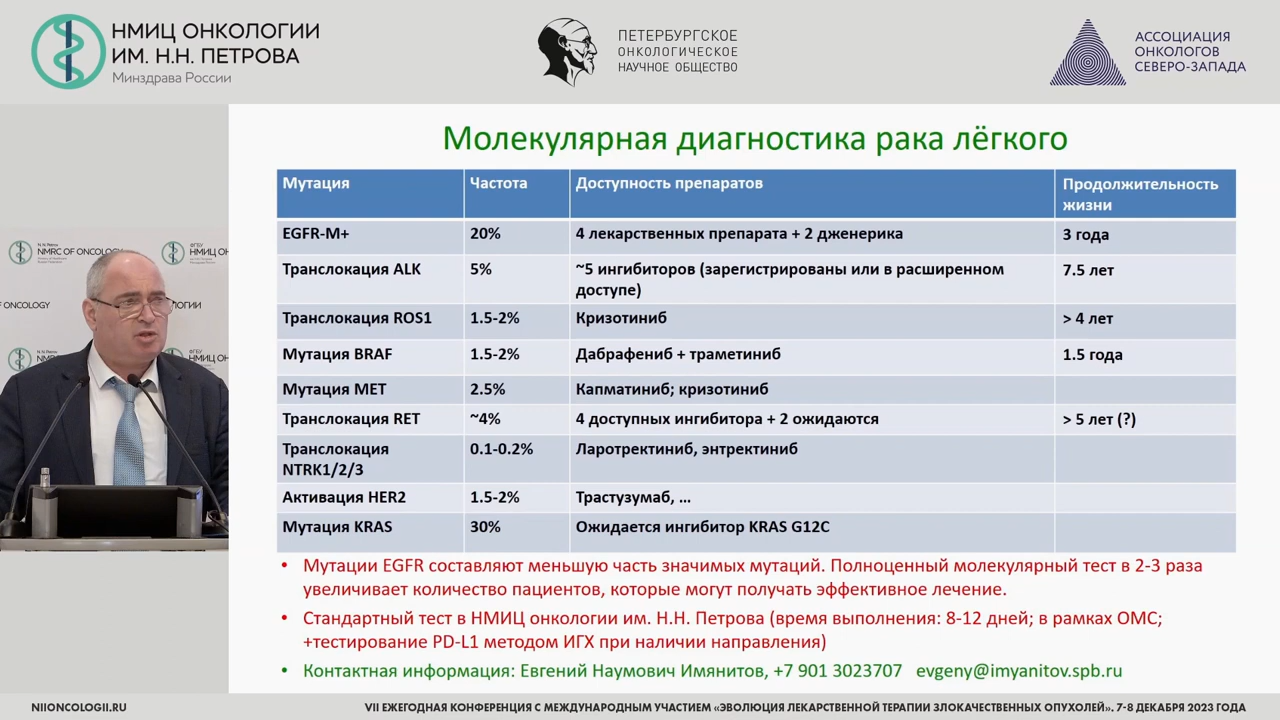 НМИЦ ОНКОЛОГИИ
ИМ. Н.Н. ПЕТРОВА
Минздрава России
ПЕТЕРБУРГСКОЕ
ОНКОЛОГИЧЕСКОЕ
НАУЧНОЕ ОБЩЕСТВО
АССОЦИАЦИЯ
ОНКОЛОГОВ
СЕВЕРО-ЗАПАДА
NMRC OF ONCOLOGY
ФГБУ
НМИЦ ОН
OF ONCOLOGY
ЛОГИИ
ФГБУ
НМИЦ ОН
Молекулярная диагностика рака лёгкого
Мутация Частота Доступность препаратов Продолжительность
жизни
EGFR-M+ 20% 4 лекарственных препарата + 2 дженерика 3 года
Транслокация ALK 5% ~5 ингибиторов (зарегистрированы или в расширенном 7.5 лет
доступе)
Транслокация ROS1 1.5-2% Кризотиниб > 4 лет
Мутация BRAF 1.5-2% Дабрафениб + траметиниб 1.5 года
Мутация MET 2.5% Капматиниб; кризотиниб
Транслокация RET ~4% 4 доступных ингибитора + 2 ожидаются > 5 лет (?)
Транслокация 0.1-0.2% Ларотректиниб, энтректиниб
NTRK1/2/3
Активация HER2 1.5-2% Трастузумаб, ...
Мутация KRAS 30% Ожидается ингибитор KRAS G12C
• Мутации EGFR составляют меньшую часть значимых мутаций. Полноценный молекулярный тест в 2-3 раза
увеличивает количество пациентов, которые могут получать эффективное лечение.
• Стандартный тест в НМИЦ онкологии им. Н.Н. Петрова (время выполнения: 8-12 дней; в рамках ОМС;
+тестирование PD-L1 методом ИГХ при наличии направления)
• Контактная информация: Евгений Наумович Имянитов, +7 901 3023707 evgeny@imyanitov.spb.ru
NIIONCOLOGII.RU
VII ЕЖЕГОДНАЯ КОНФЕРЕНЦИЯ С МЕЖДУНАРОДНЫМ УЧАСТИЕМ «ЭВОЛЮЦИЯ ЛЕКАРСТВЕННОЙ ТЕРАПИИ ЗЛОКАЧЕСТВЕННЫХ ОПУХОЛЕЙ». 7-8 ДЕКАБРЯ 2023 ГОДА